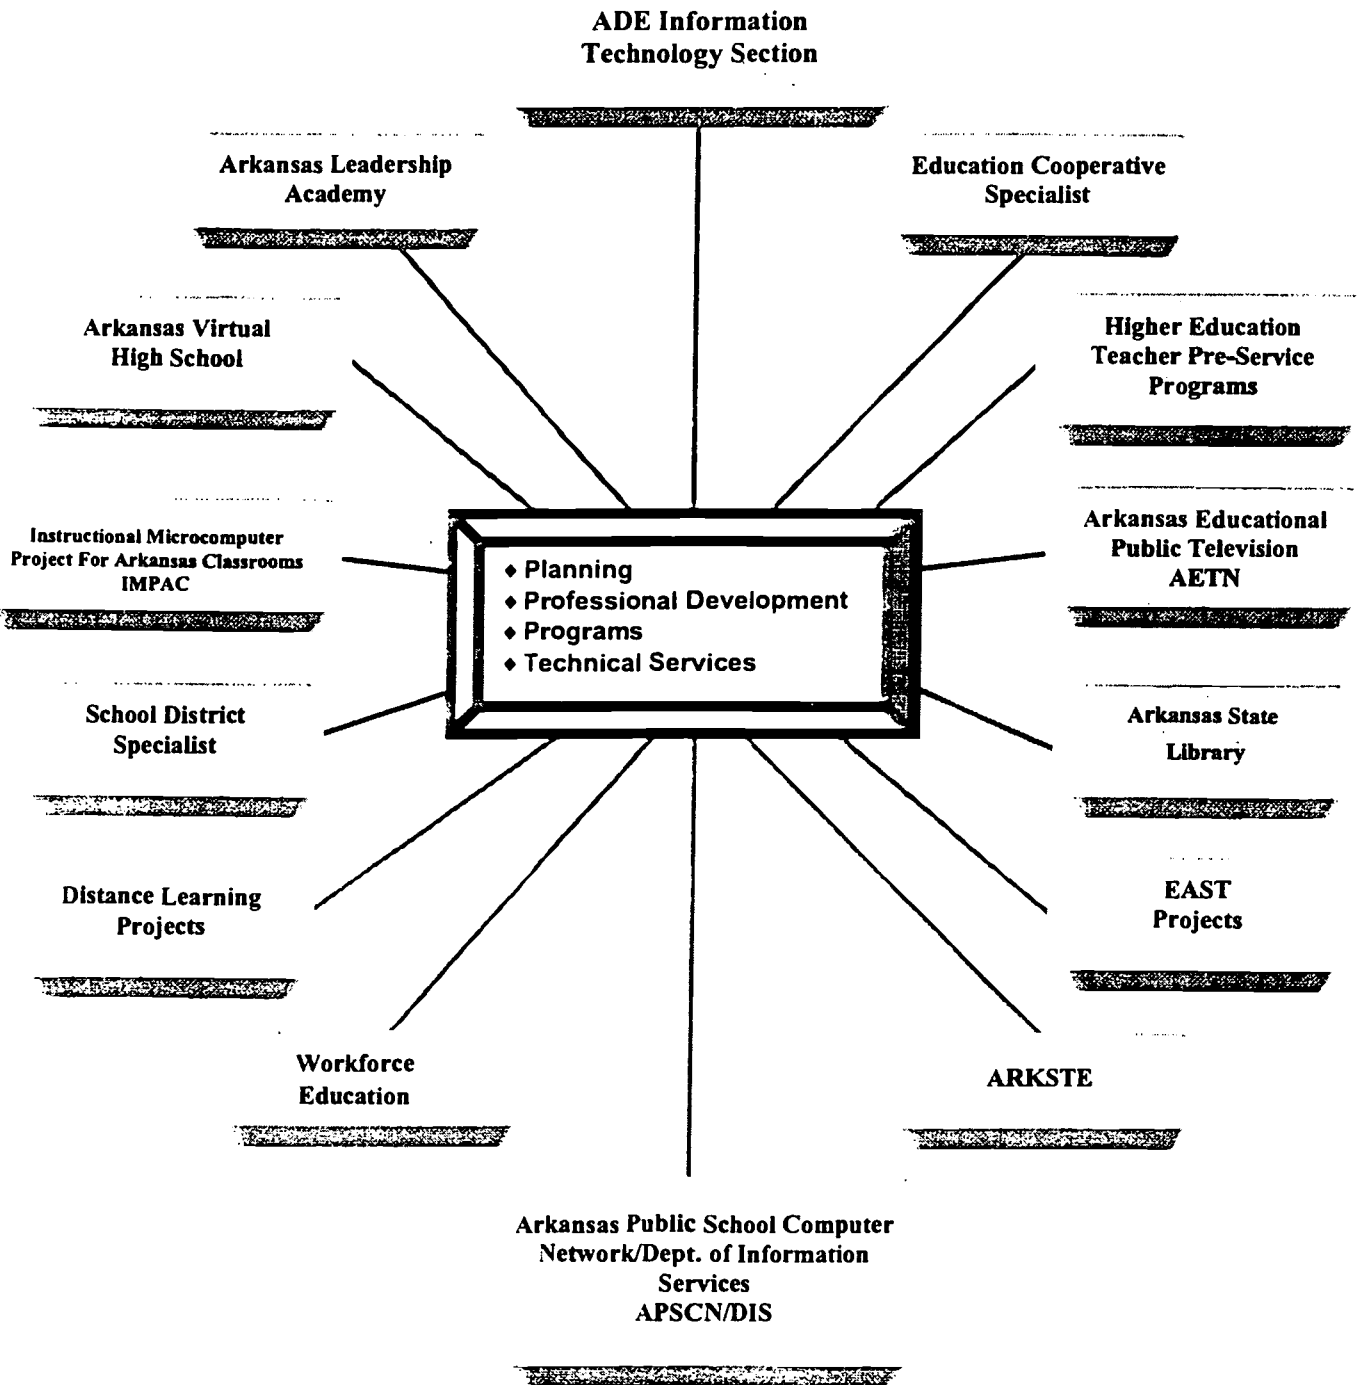 ADE Information
Technology Section
Arkansas Leadership
Academy
Education Cooperative
Specialist
Arkansas Virtual
High School
Higher Education
Teacher Pre-Service
Programs
Instructional Microcomputer
Project For Arkansas Classrooms
IMPAC
Arkansas Educational
Public Television
AETN
♦ Planning
♦ Professional Development
♦ Programs
♦ Technical Services
School District
Specialist
Arkansas State
Library
Distance Learning
Projects
EAST
Projects
Workforce
Education
ARKSTE
Arkansas Public School Computer
Network/Dept. of Information
Services
APSCN/DIS